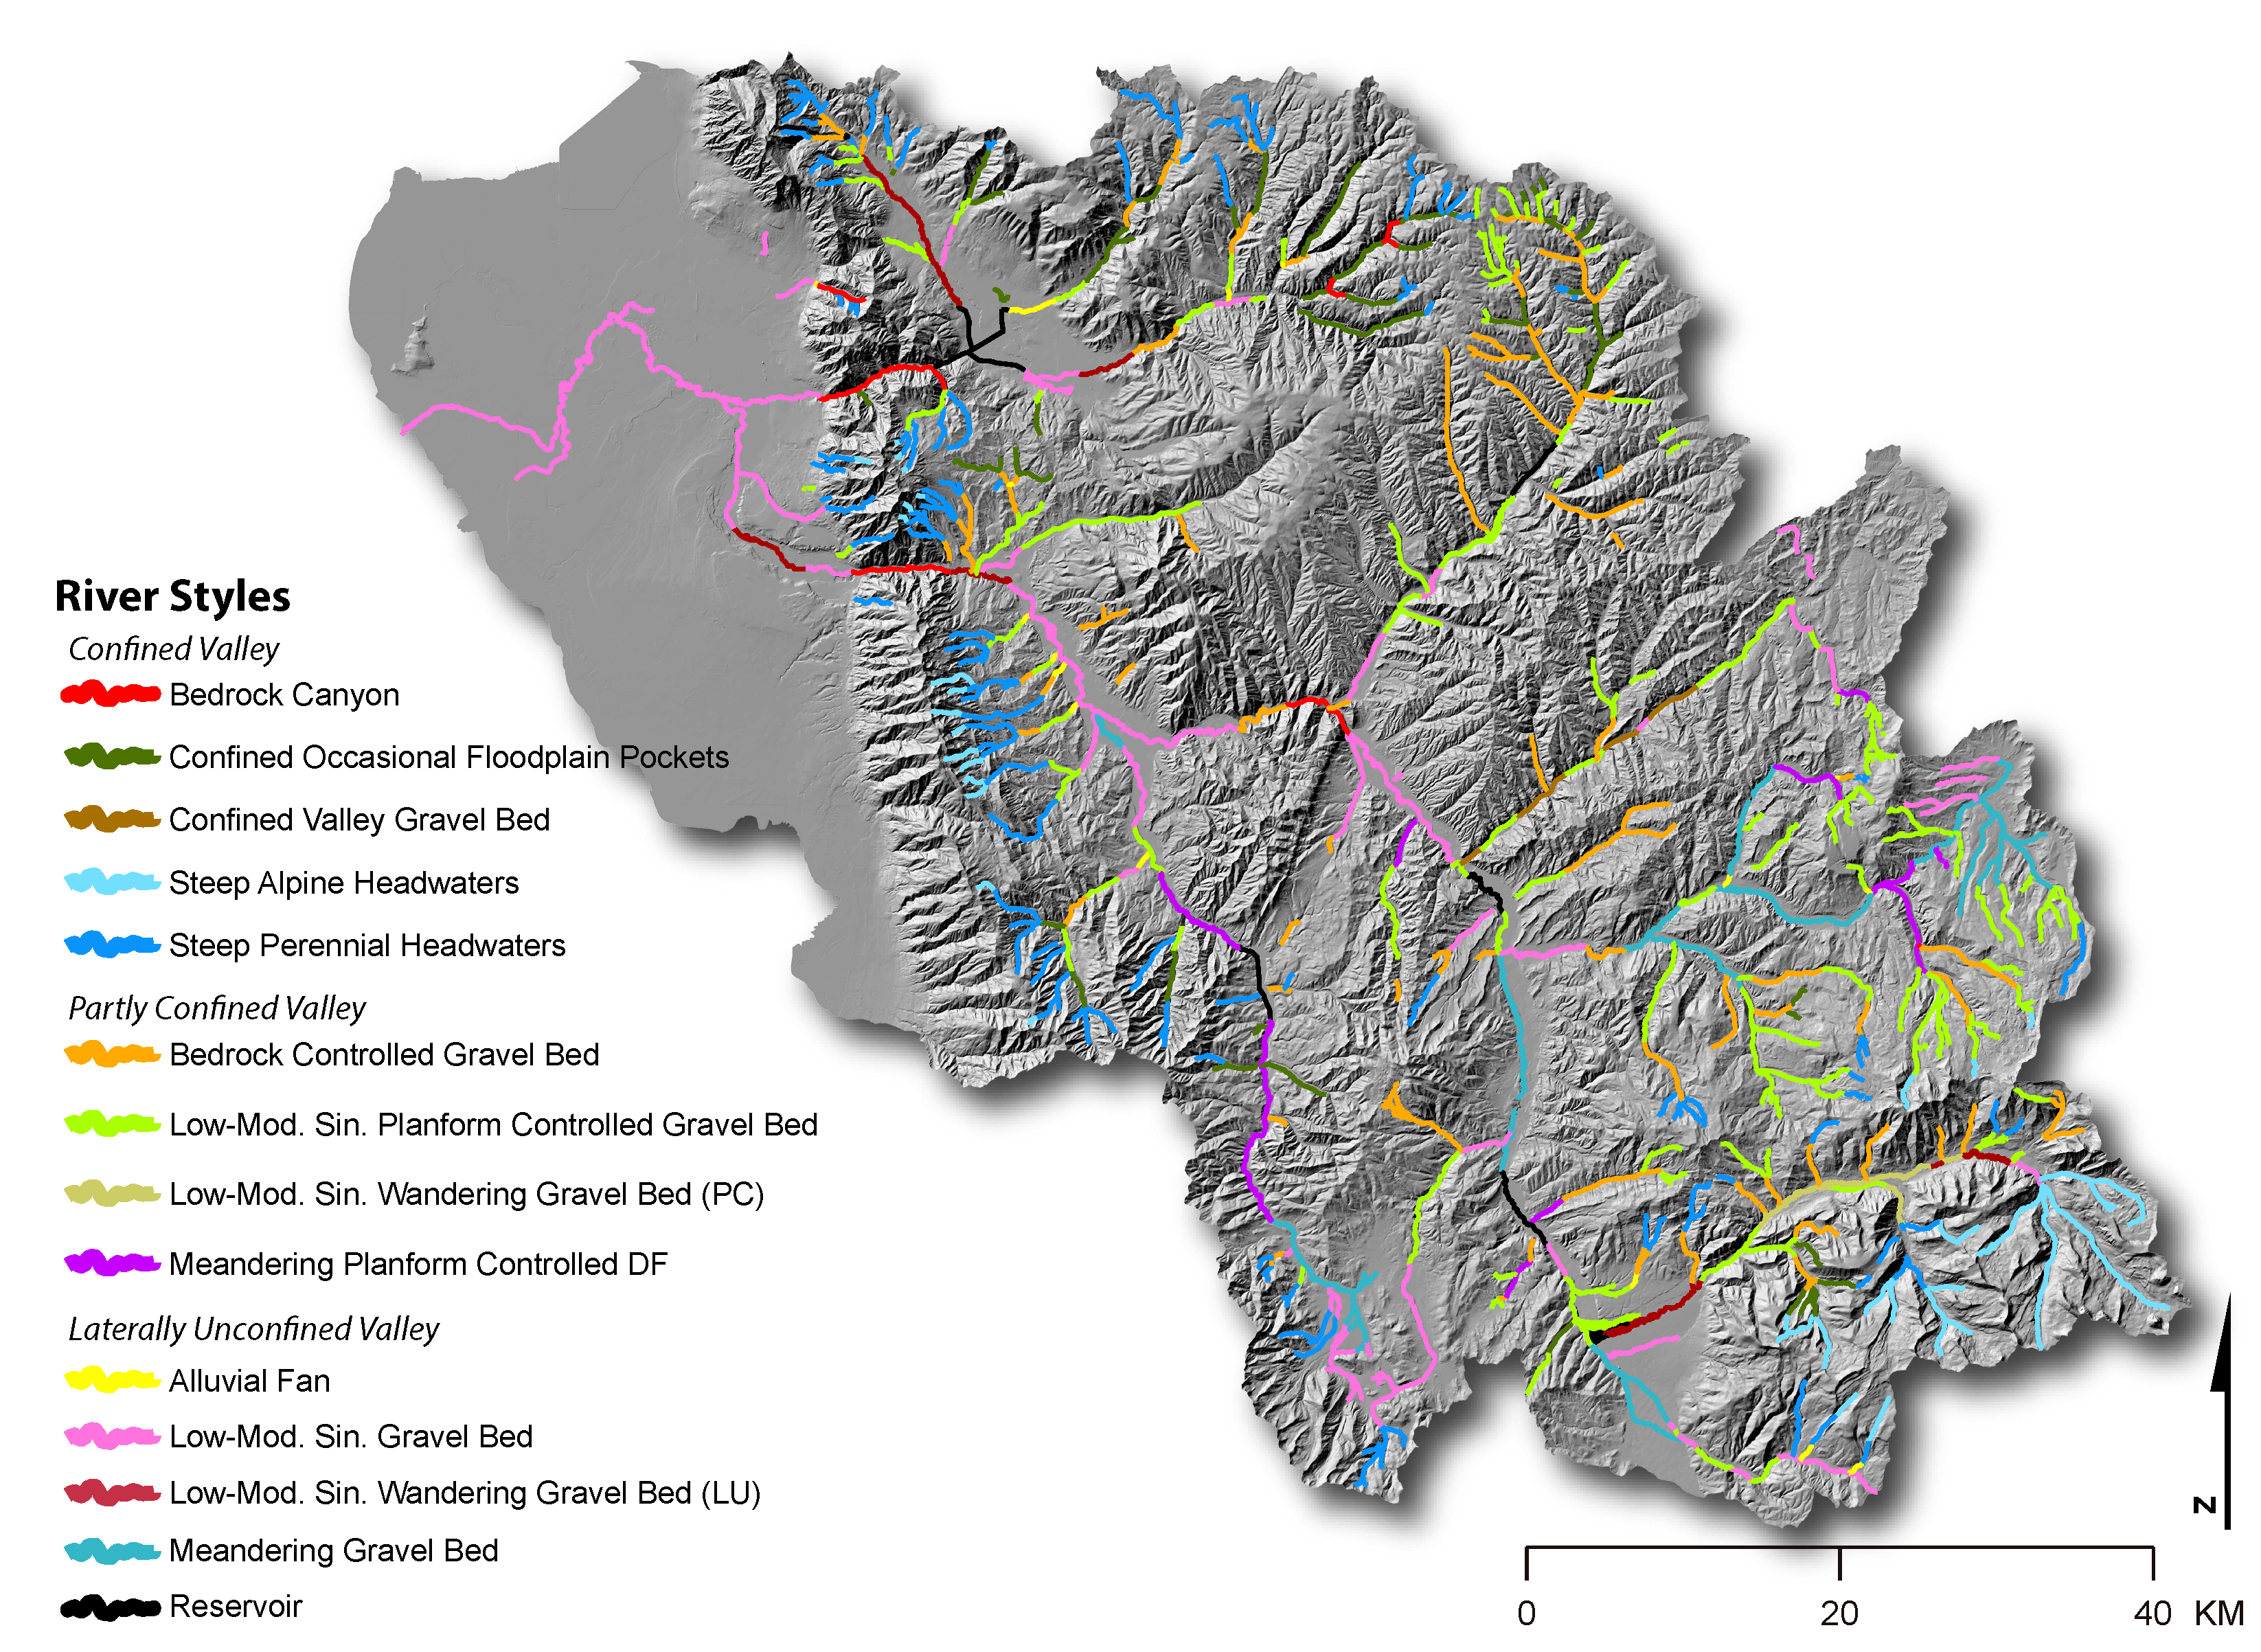 River Styles
Confined Valley
Bedrock Canyon
Confined Occasional Floodplain Pockets
Confined Valley Gravel Bed
Steep Alpine Headwaters
Steep Perennial Headwaters
Partly Confined Valley
Bedrock Controlled Gravel Bed
Low-Mod. Sin. Planform Controlled Gravel Bed
Low-Mod. Sin. Wandering Gravel Bed (PC)
Meandering Planform Controlled DF
Laterally Unconfined Valley
Alluvial Fan
Low-Mod. Sin. Gravel Bed
Low-Mod. Sin. Wandering Gravel Bed (LU)
Meandering Gravel Bed
Reservoir
N
0 20 40 KM